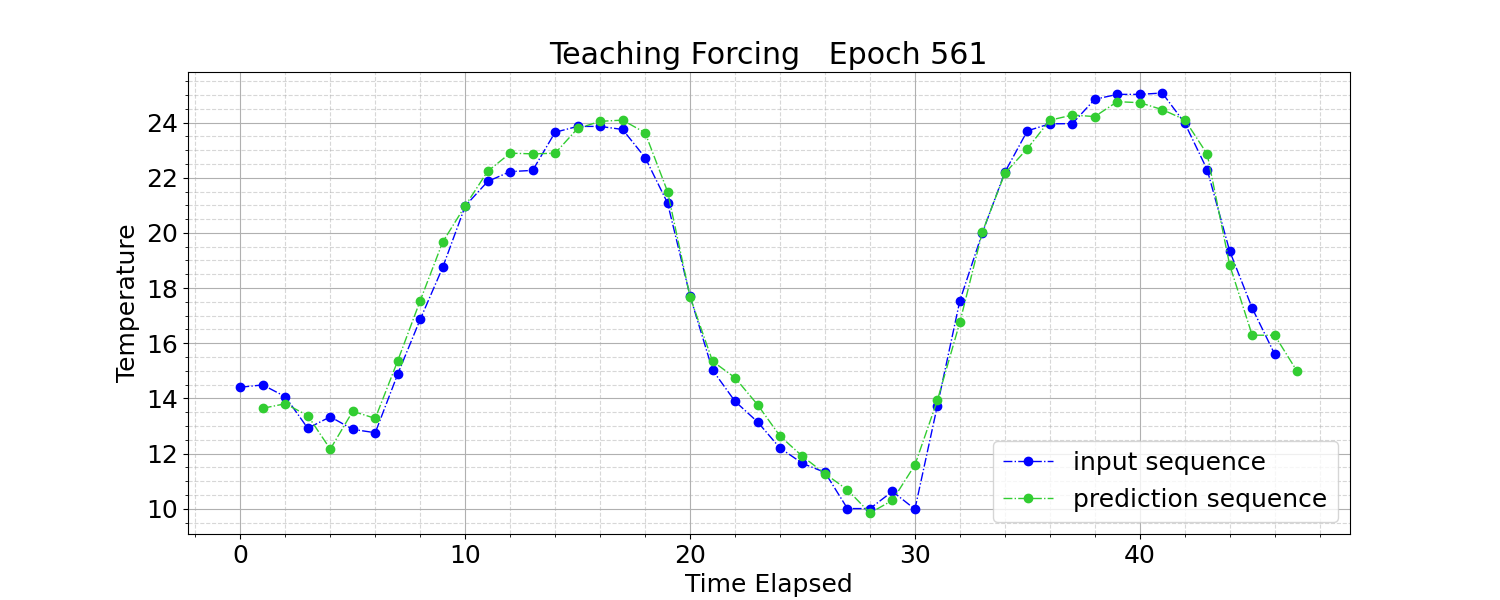 Teaching Forcing   Epoch 561
Temperature
24
22
20
18
16
14
12
10
input sequence
prediction sequence
0 10 20 30 40
Time Elapsed